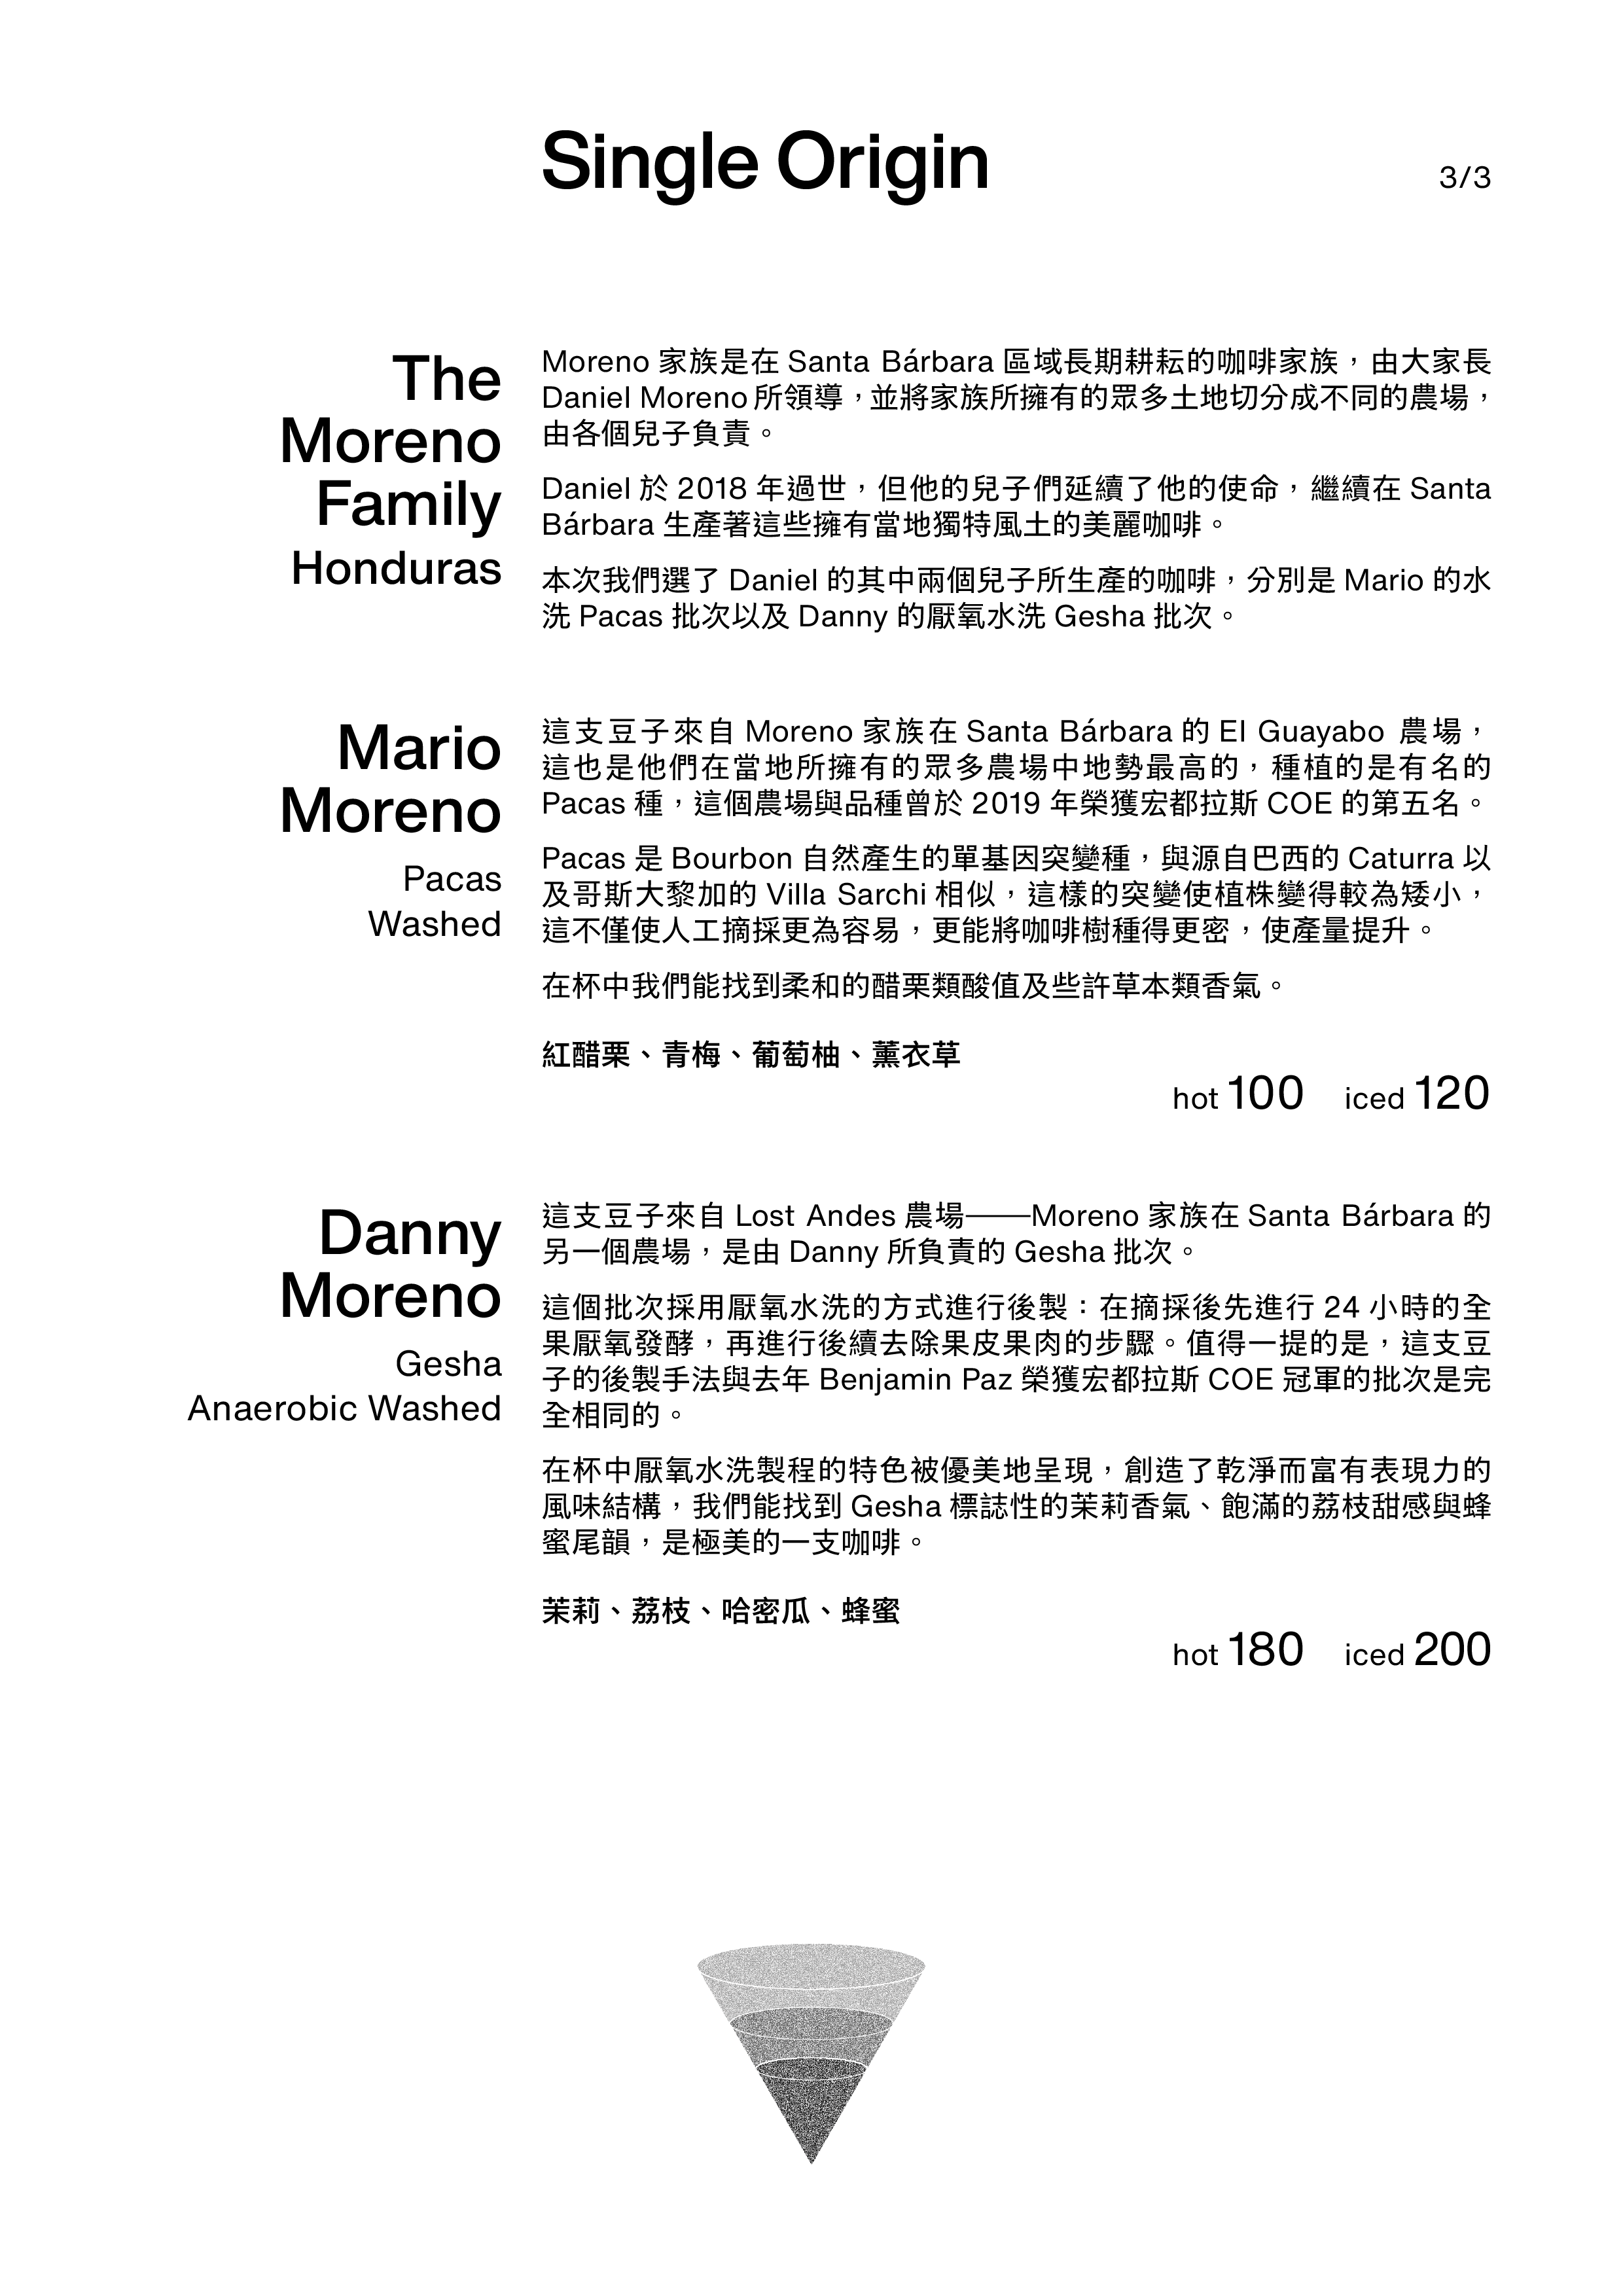 Single Origin
3/3
The
Moreno
Family
Honduras
Moreno 家族是在 Santa Bárbara 區域長期耕耘的咖啡家族，由大家長
Daniel Moreno 所領導，並將家族所擁有的眾多土地切分成不同的農場，
由各個兒子負責。
Daniel 於 2018 年過世，但他的兒子們延續了他的使命，繼續在 Santa
Bárbara 生產著這些擁有當地獨特風土的美麗咖啡。
本次我們選了 Daniel 的其中兩個兒子所生產的咖啡，分別是 Mario 的水
洗 Pacas 批次以及 Danny 的厭氧水洗 Gesha 批次。
Mario
Moreno
Pacas
Washed
這支豆子來自 Moreno 家族在 Santa Bárbara 的 El Guayabo 農場，
這也是他們在當地所擁有的眾多農場中地勢最高的，種植的是有名的
Pacas 種，這個農場與品種曾於 2019 年榮獲宏都拉斯 COE 的第五名。
Pacas 是 Bourbon 自然產生的單基因突變種，與源自巴西的 Caturra 以
及哥斯大黎加的 Villa Sarchi 相似，這樣的突變使植株變得較為矮小，
這不僅使人工摘採更為容易，更能將咖啡樹種得更密，使產量提升。
在杯中我們能找到柔和的醋栗類酸值及些許草本類香氣。
紅醋栗、青梅、葡萄柚、薰衣草
hot 100 iced 120
Danny
Moreno
Gesha
Anaerobic Washed
這支豆子來自 Lost Andes 農場——Moreno 家族在 Santa Bárbara 的
另一個農場，是由 Danny 所負責的 Gesha 批次。
這個批次採用厭氧水洗的方式進行後製：在摘採後先進行 24 小時的全
果厭氧發酵，再進行後續去除果皮果肉的步驟。值得一提的是，這支豆
子的後製手法與去年 Benjamin Paz 榮獲宏都拉斯 COE 冠軍的批次是完
全相同的。
在杯中厭氧水洗製程的特色被優美地呈現，創造了乾淨而富有表現力的
風味結構，我們能找到 Gesha 標誌性的茉莉香氣、飽滿的荔枝甜感與蜂
蜜尾韻，是極美的一支咖啡。
茉莉、荔枝、哈密瓜、蜂蜜
hot 180 iced 200